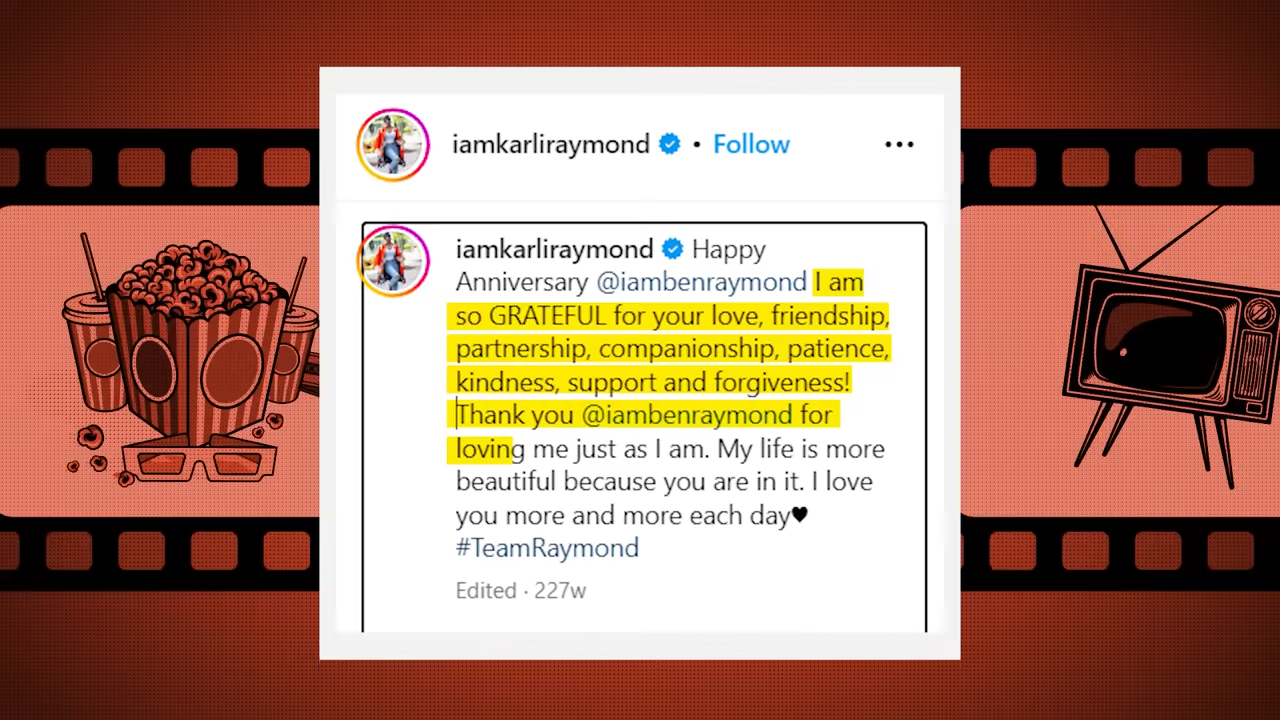 iamkarliraymond • Follow ...
iamkarliraymond Happy
Anniversary @iambenraymond I am
so GRATEFUL for your love, friendship,
partnership, companionship, patience,
kindness, support and forgiveness!
Thank you @iambenraymond for
loving me just as I am. My life is more
beautiful because you are in it. I love
you more and more each day♥
#TeamRaymond
Edited · 227w